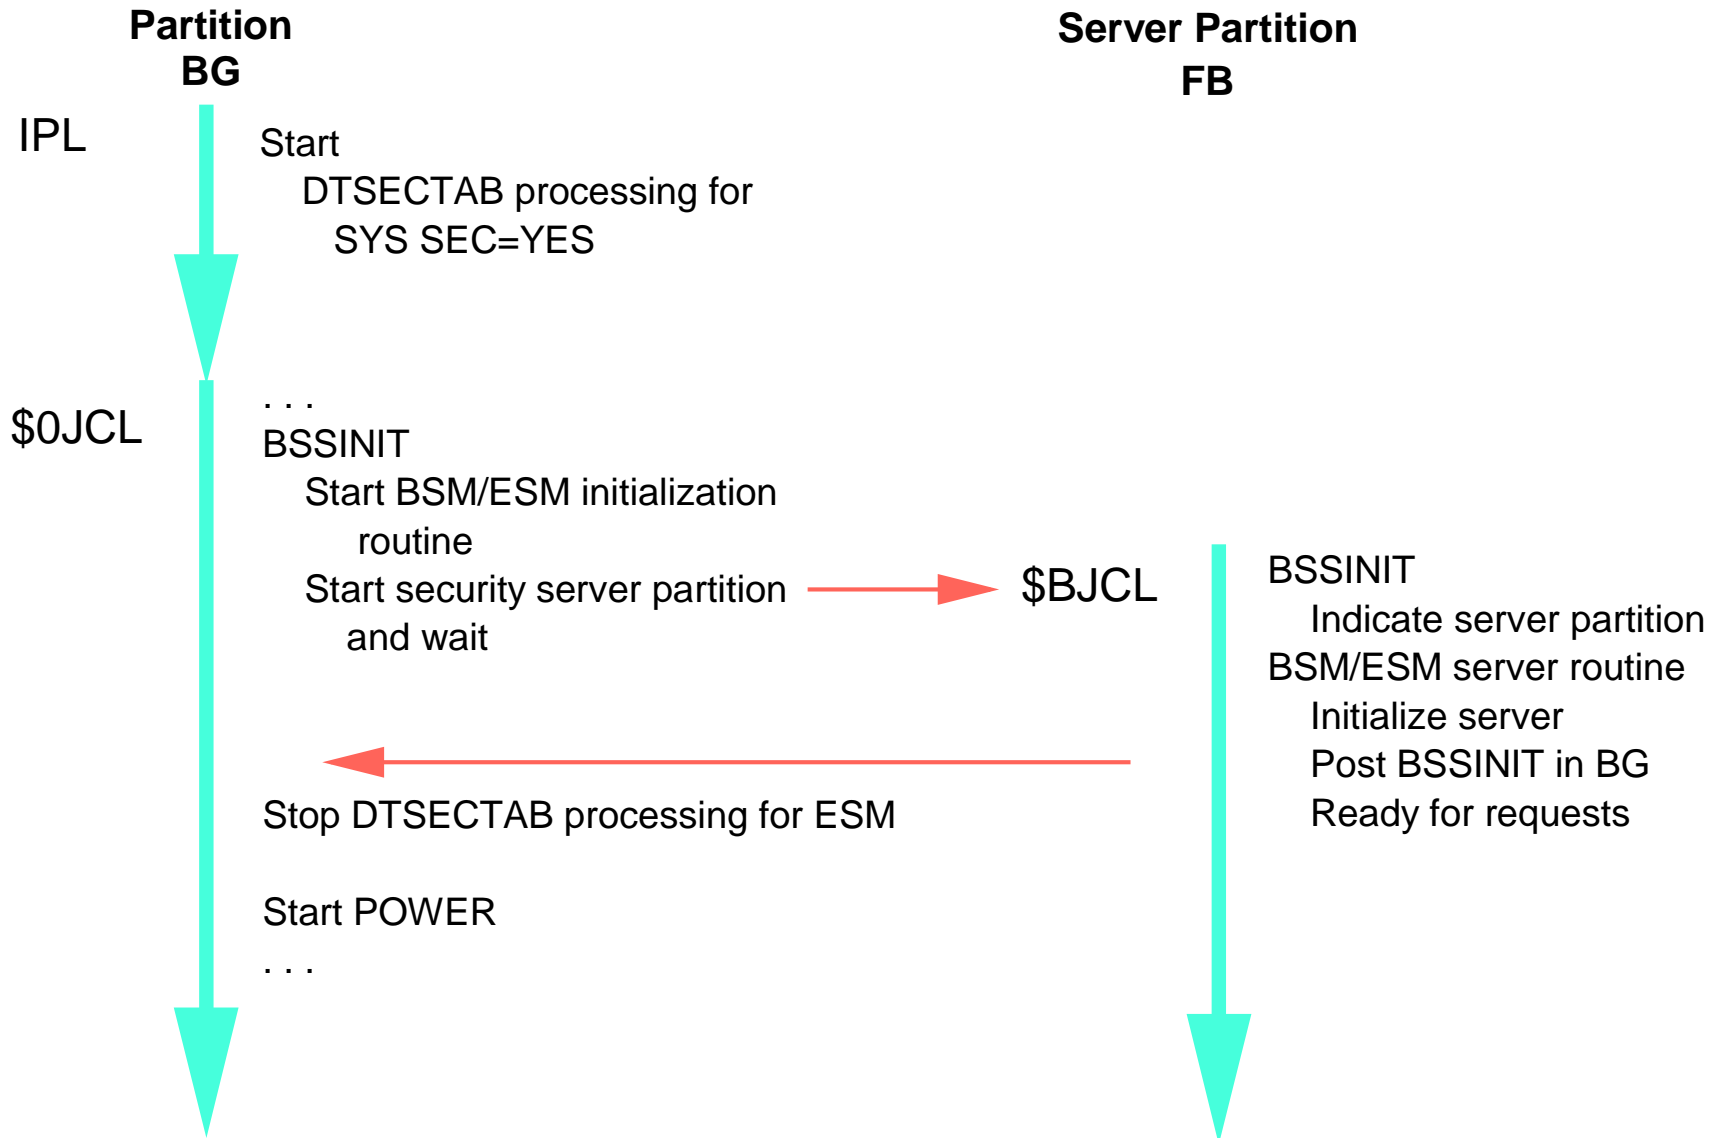 Partition
BG
Server Partition
FB
IPL
Start
DTSECTAB processing for
SYS SEC=YES
$0JCL
. . .
BSSINIT
Start BSM/ESM initialization
routine
Start security server partition
and wait
$BJCL
BSSINIT
Indicate server partition
BSM/ESM server routine
Initialize server
Post BSSINIT in BG
Ready for requests
Stop DTSECTAB processing for ESM
Start POWER
. . .